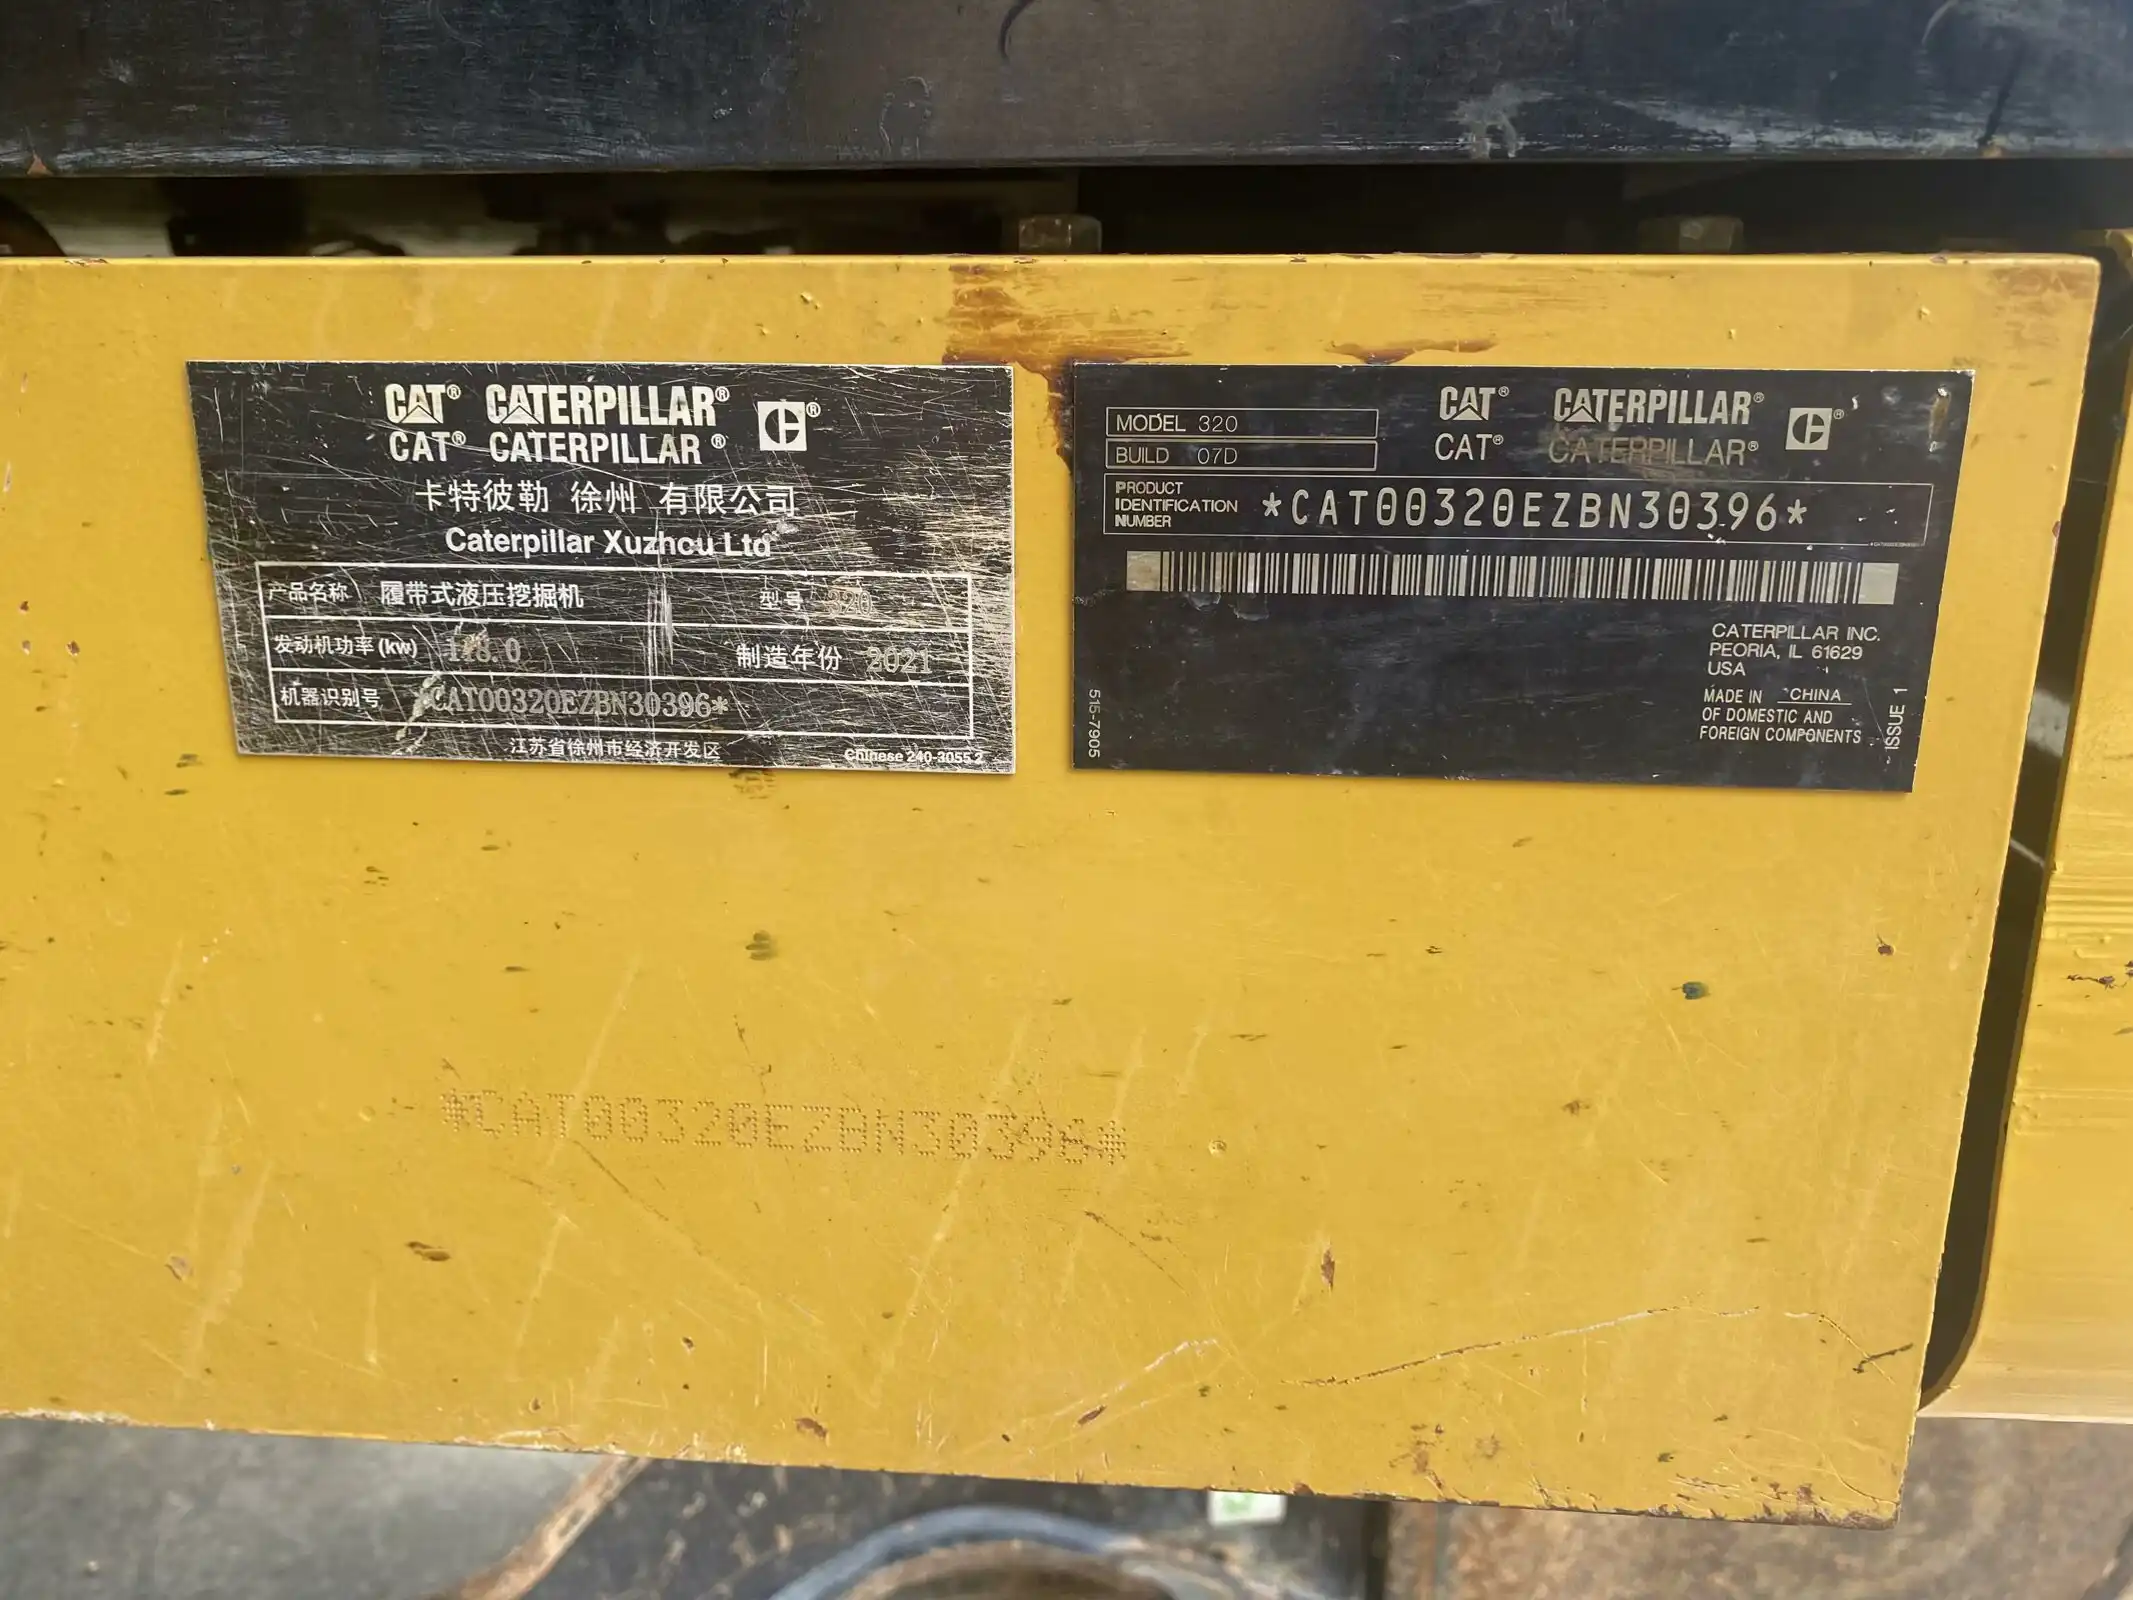 CAT® CATERPILLAR® ®
CAT® CATERPILLAR®
卡特彼勒 徐州 有限公司
Caterpillar Xuzhou Ltd
产品名称 履带式液压挖掘机 型号 320
发动机功率(kw) 118.0 制造年份 2021
机器识别号 *CAT00320EZBN30396*
江苏省徐州市经济开发区 Chinese 240-3055 2
MODEL 320
BUILD 07D
CAT® CATERPILLAR® ®
CAT® CATERPILLAR®
PRODUCT
IDENTIFICATION
NUMBER
*CAT00320EZBN30396*
CATERPILLAR INC.
PEORIA, IL 61629
USA
MADE IN CHINA
OF DOMESTIC AND
FOREIGN COMPONENTS
515-7905
ISSUE 1
*CAT00320EZBN30396*